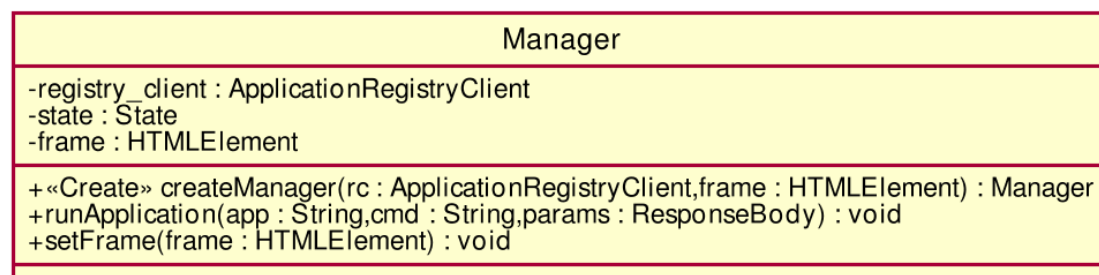 Manager
-registry_client : ApplicationRegistryClient
-state : State
-frame : HTMLElement
+«Create» createManager(rc : ApplicationRegistryClient,frame : HTMLElement) : Manager
+runApplication(app : String,cmd : String,params : ResponseBody) : void
+setFrame(frame : HTMLElement) : void